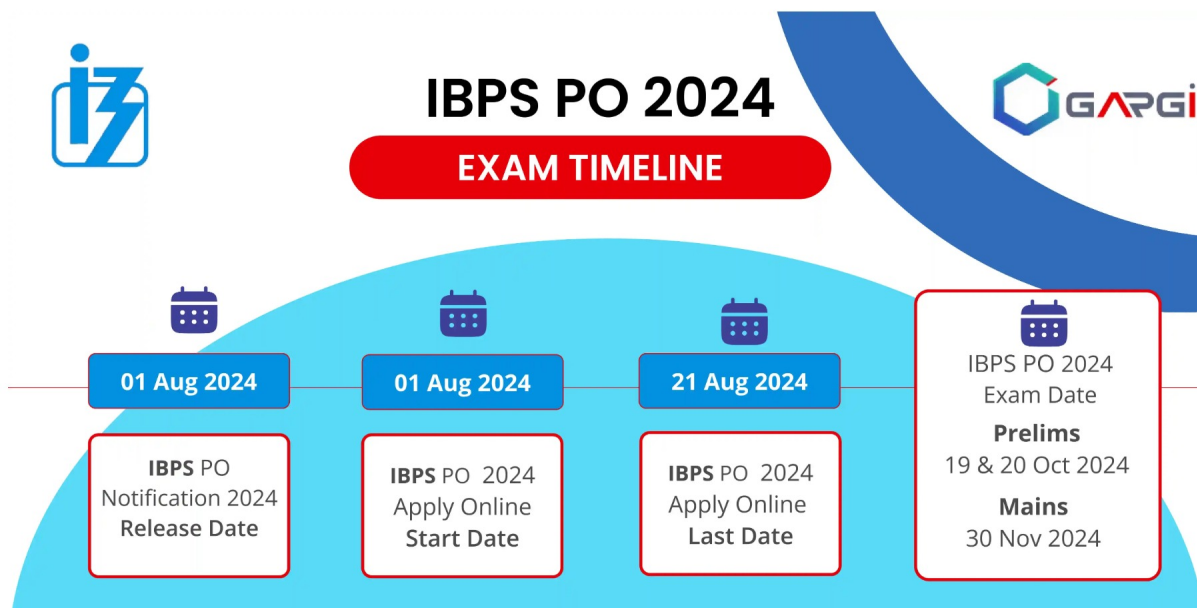 IBPS PO 2024
GARGI
EXAM TIMELINE
01 Aug 2024
IBPS PO
Notification 2024
Release Date
01 Aug 2024
IBPS PO 2024
Apply Online
Start Date
21 Aug 2024
IBPS PO 2024
Apply Online
Last Date
IBPS PO 2024
Exam Date
Prelims
19 & 20 Oct 2024
Mains
30 Nov 2024